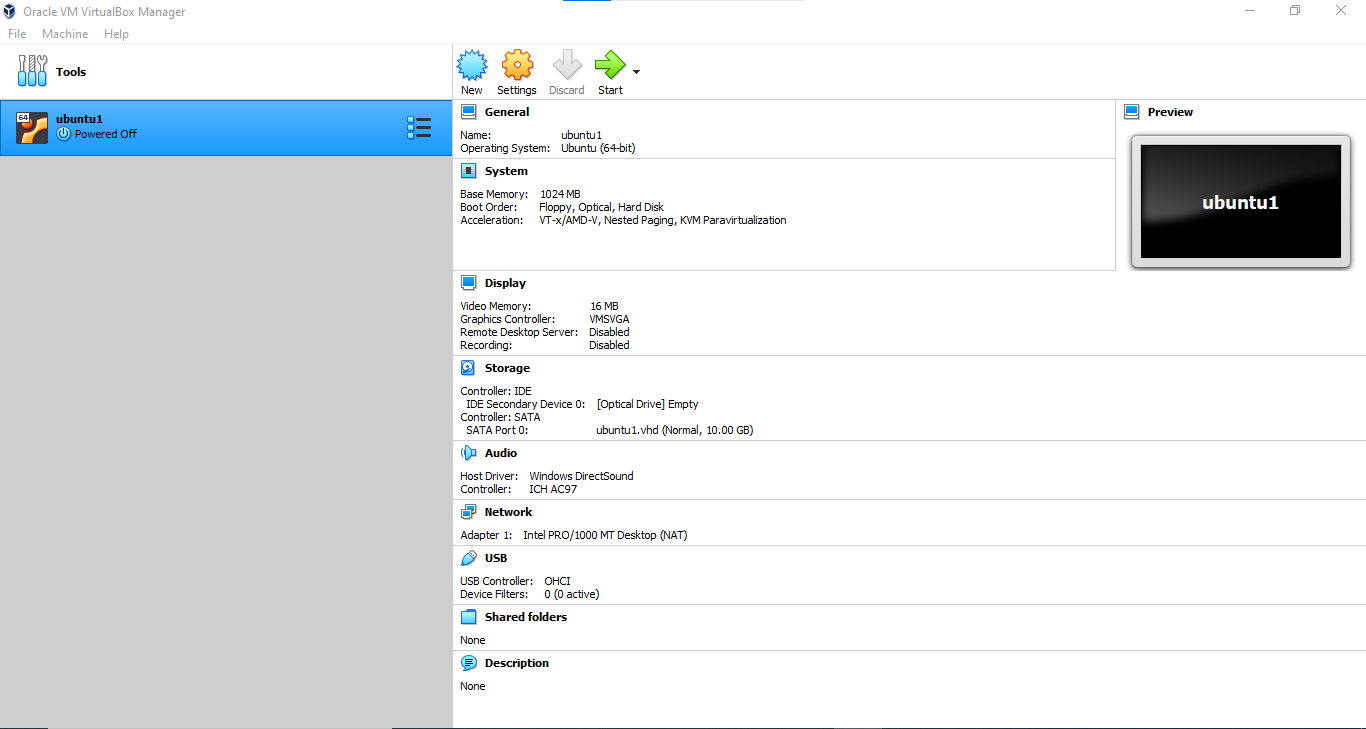 Oracle VM VirtualBox Manager
File Machine Help
Tools
New Settings Discard Start
64
ubuntu1
Powered Off
General
Name: ubuntu1
Operating System: Ubuntu (64-bit)
System
Base Memory: 1024 MB
Boot Order: Floppy, Optical, Hard Disk
Acceleration: VT-x/AMD-V, Nested Paging, KVM Paravirtualization
Preview
ubuntu1
Display
Video Memory: 16 MB
Graphics Controller: VMSVGA
Remote Desktop Server: Disabled
Recording: Disabled
Storage
Controller: IDE
IDE Secondary Device 0: [Optical Drive] Empty
Controller: SATA
SATA Port 0: ubuntu1.vhd (Normal, 10.00 GB)
Audio
Host Driver: Windows DirectSound
Controller: ICH AC97
Network
Adapter 1: Intel PRO/1000 MT Desktop (NAT)
USB
USB Controller: OHCI
Device Filters: 0 (0 active)
Shared folders
None
Description
None